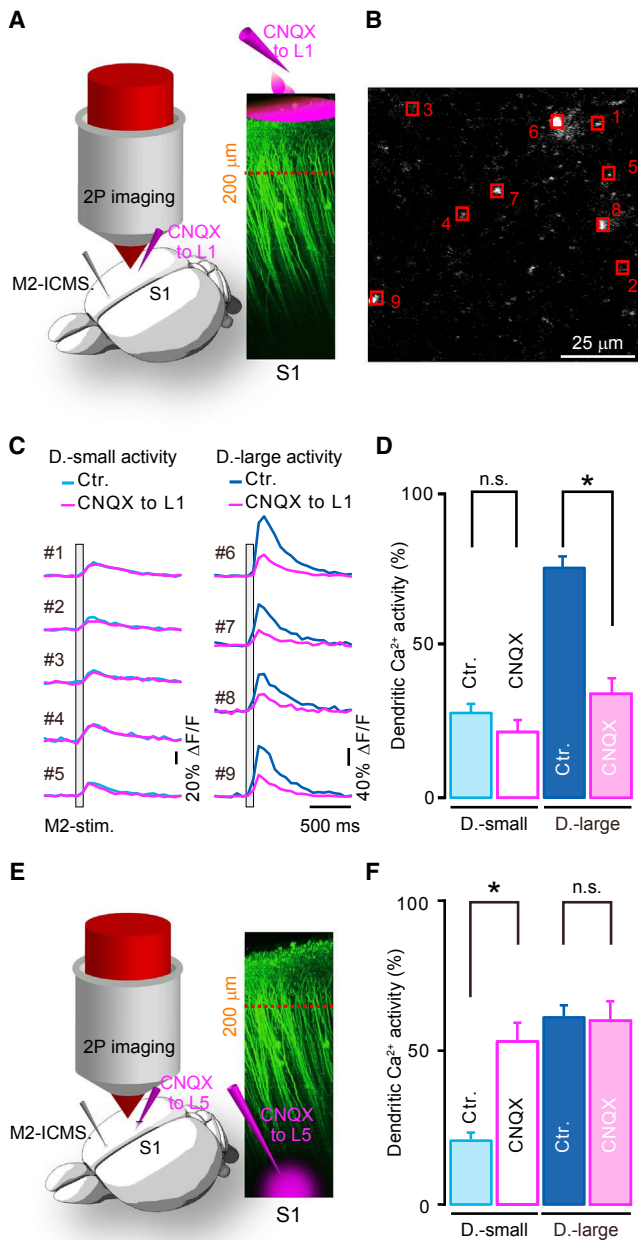 A
CNQX
to L1
200 µm
2P imaging
CNQX
to L1
M2-ICMS.
S1
S1
B
3
6
1
5
7
4
8
2
9
25 µm
C
D.-small activity
Ctr.
CNQX to L1
D.-large activity
Ctr.
CNQX to L1
#1
#2
#3
#4
#5
#6
#7
#8
#9
20% ΔF/F
40% ΔF/F
M2-stim.
500 ms
D
n.s.
*
100
50
0
Dendritic Ca²⁺ activity (%)
Ctr.
CNQX
Ctr.
CNQX
D.-small
D.-large
E
200 µm
2P imaging
CNQX
to L5
CNQX
to L5
M2-ICMS.
S1
S1
F
*
n.s.
100
50
0
Dendritic Ca²⁺ activity (%)
Ctr.
CNQX
Ctr.
CNQX
D.-small
D.-large